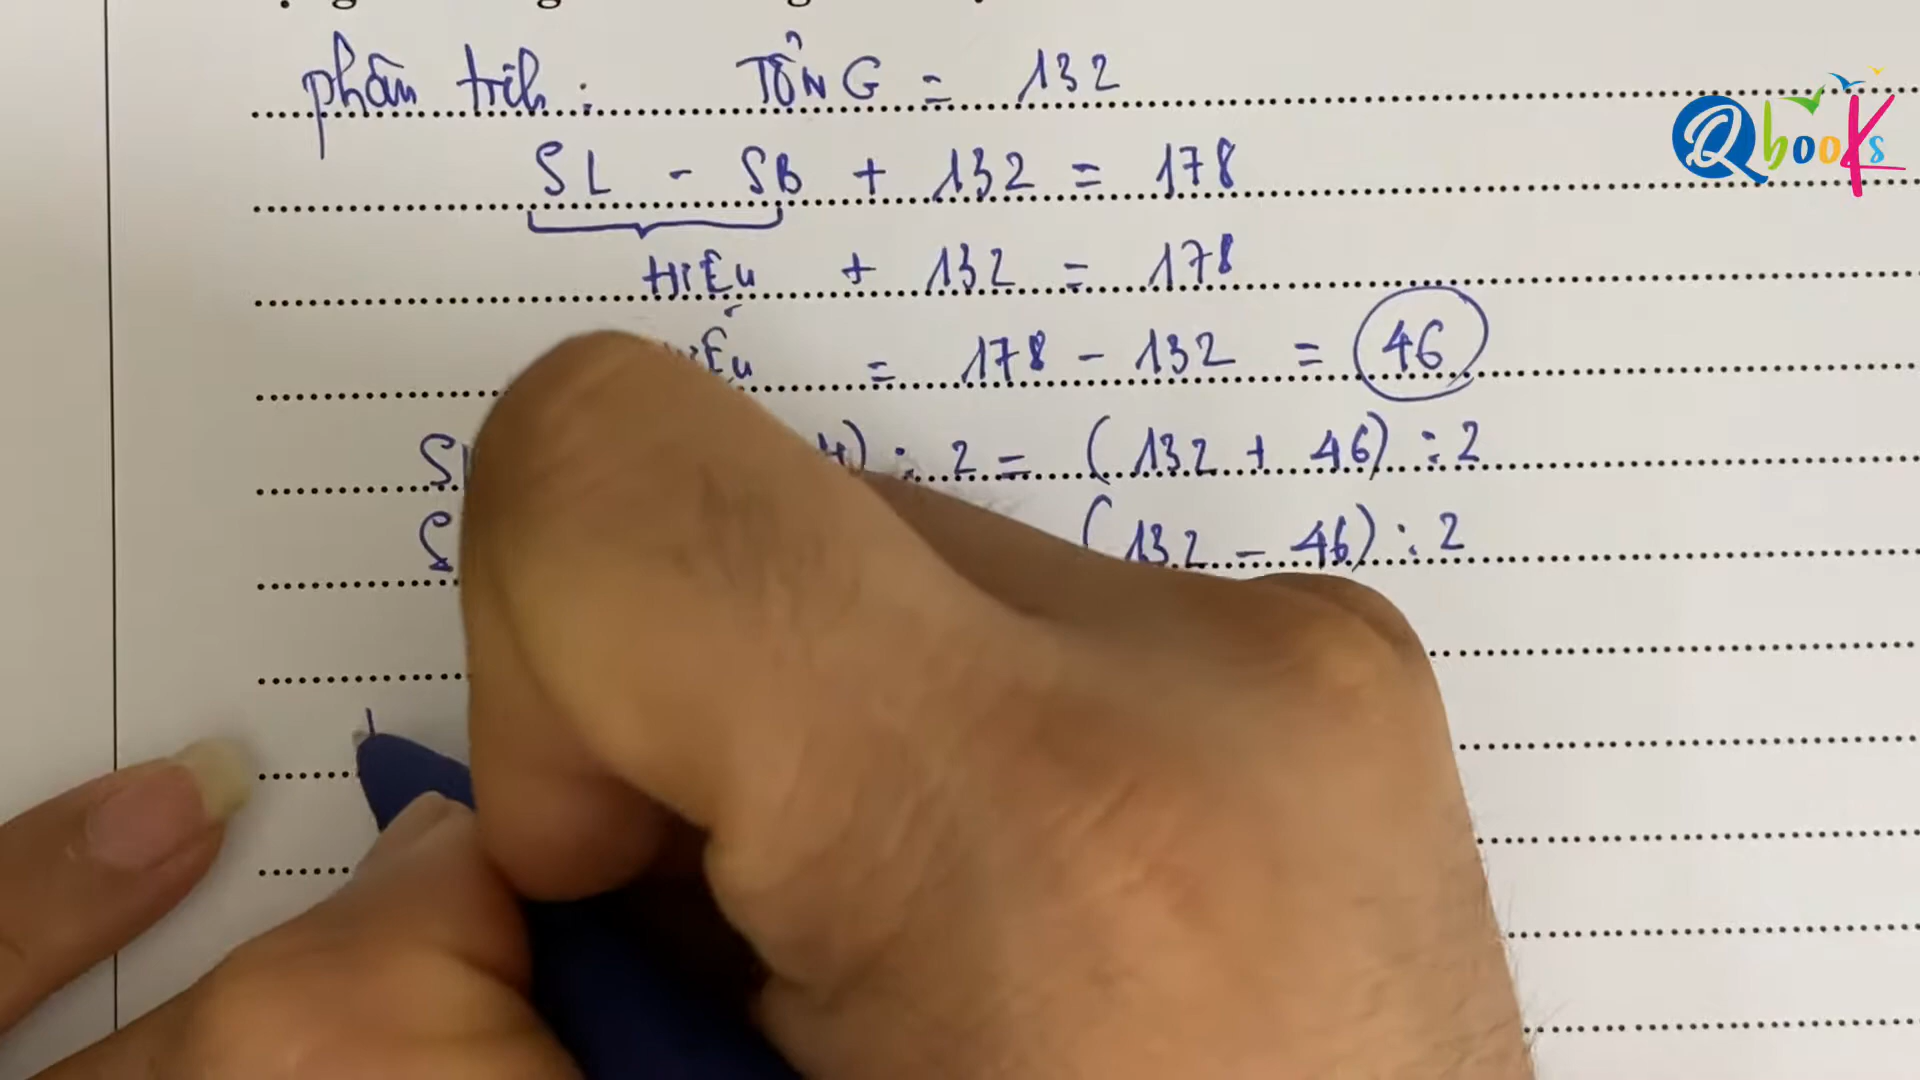 phân tích : TỔNG = 132
SL - SB + 132 = 178
HIỆU + 132 = 178
= 178 - 132 = 46
: 2 = (132 + 46) : 2
(132 - 46) : 2
Qbooks